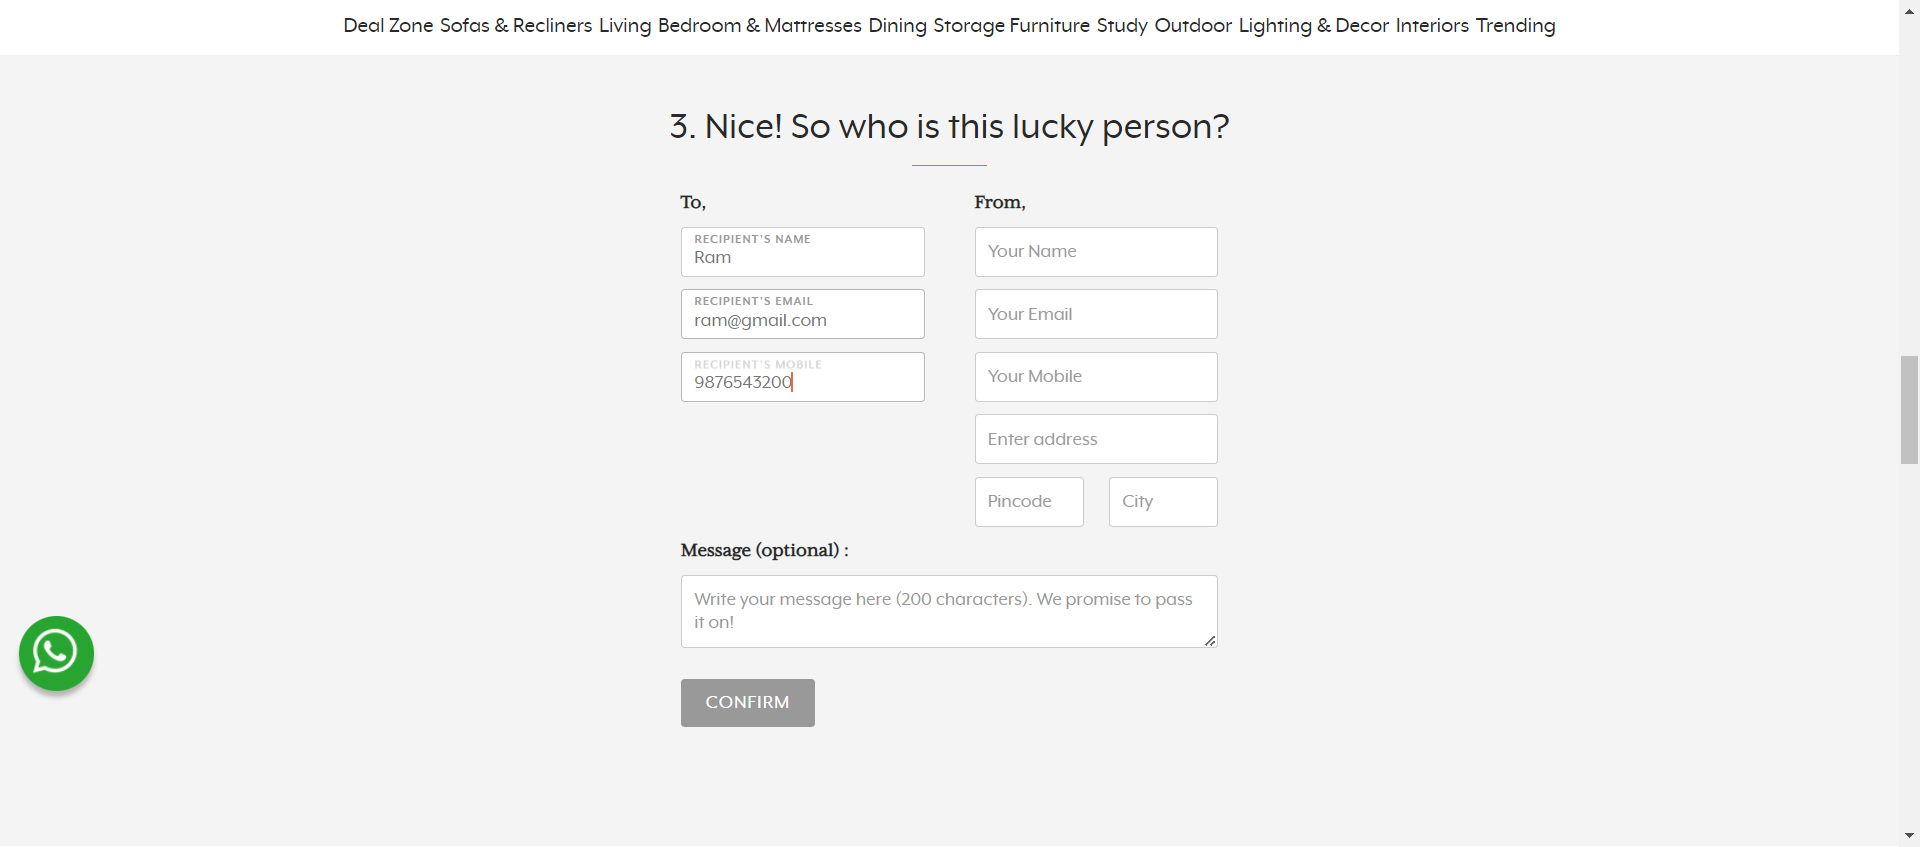 Deal Zone Sofas & Recliners Living Bedroom & Mattresses Dining Storage Furniture Study Outdoor Lighting & Decor Interiors Trending
3. Nice! So who is this lucky person?
To,
RECIPIENT'S NAME
Ram
RECIPIENT'S EMAIL
ram@gmail.com
RECIPIENT'S MOBILE
9876543200
From,
Your Name
Your Email
Your Mobile
Enter address
Pincode City
Message (optional) :
Write your message here (200 characters). We promise to pass
it on!
CONFIRM